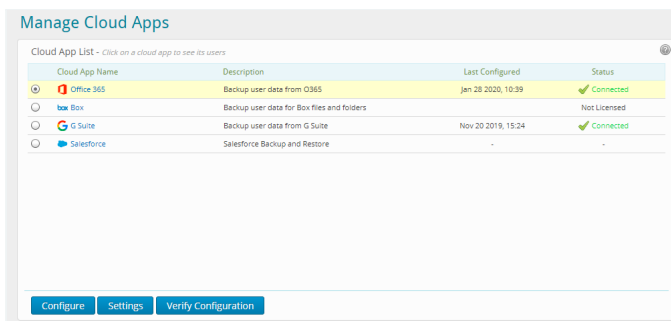 Manage Cloud Apps
Cloud App List - Click on a cloud app to see its users
Cloud App Name Description Last Configured Status
Office 365 Backup user data from O365 Jan 28 2020, 10:39 Connected
box Box Backup user data for Box files and folders Not Licensed
G G Suite Backup user data from G Suite Nov 20 2019, 15:24 Connected
Salesforce Salesforce Backup and Restore - -
Configure Settings Verify Configuration